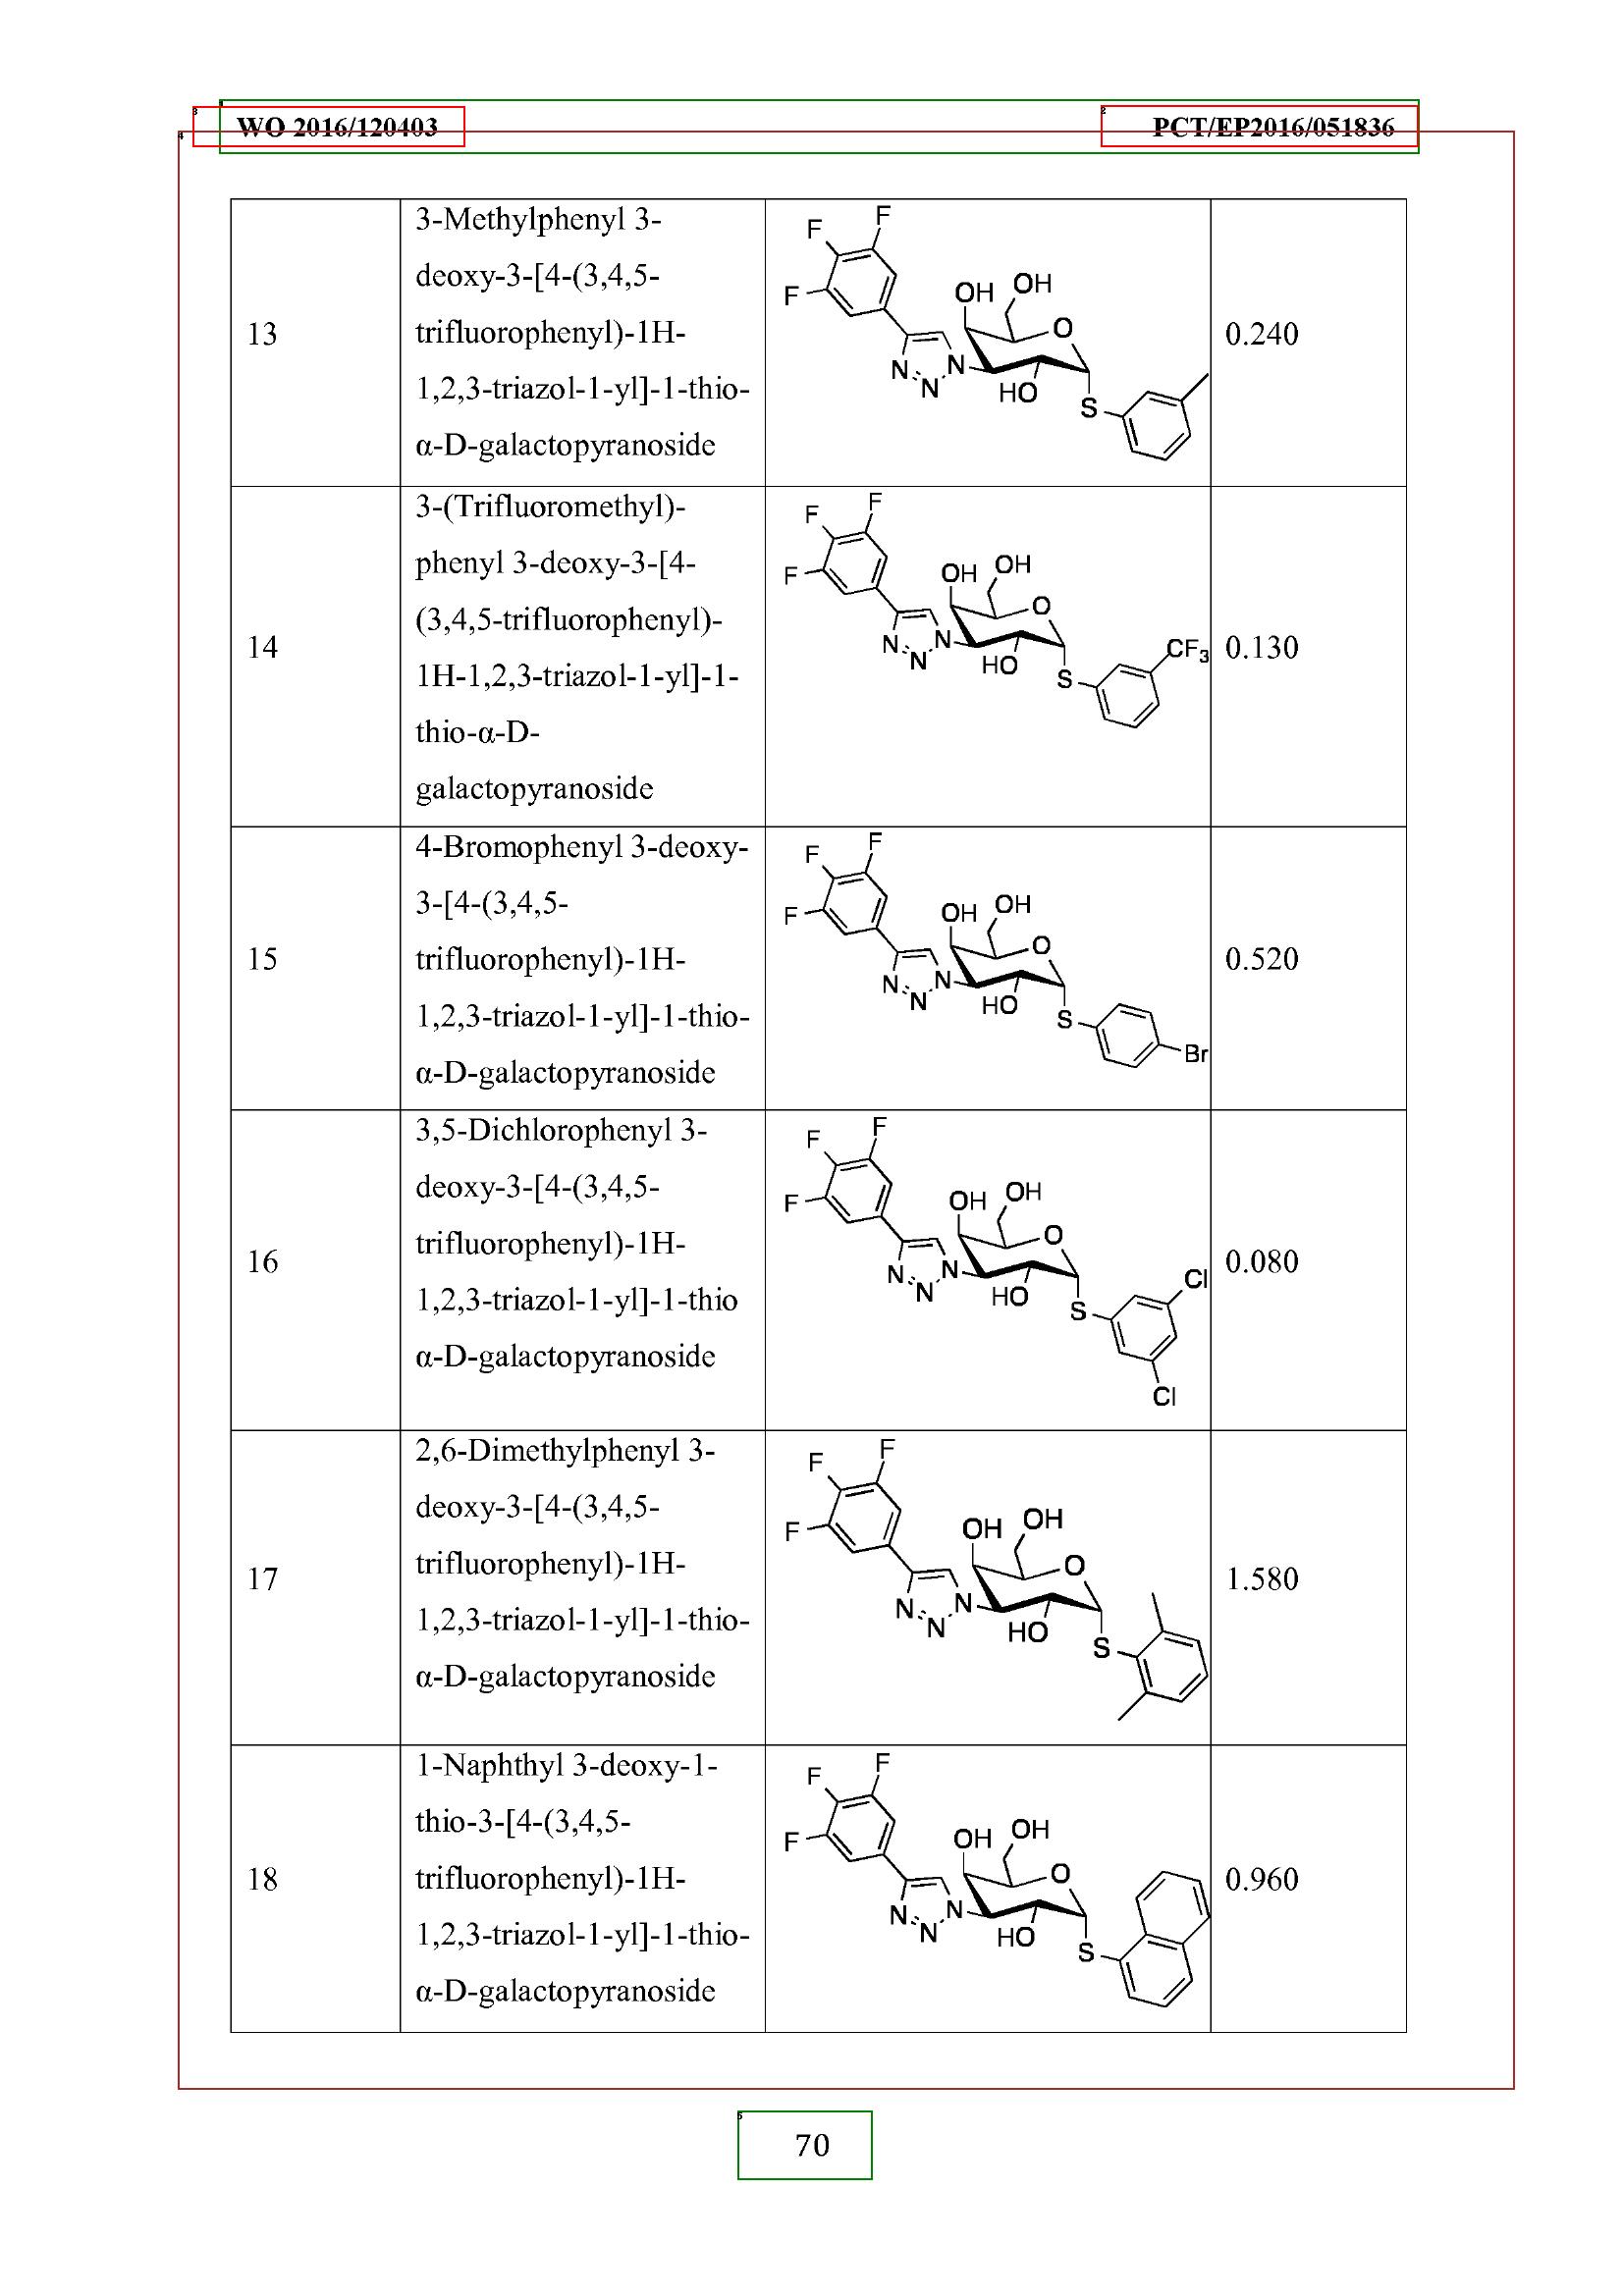 WO 2016/120403 PCT/EP2016/051836
13
3-Methylphenyl 3-
deoxy-3-[4-(3,4,5-
trifluorophenyl)-1H-
1,2,3-triazol-1-yl]-1-thio-
α-D-galactopyranoside
F
F
F
OH
OH
O
N
N
N
HO
S
0.240
14
3-(Trifluoromethyl)-
phenyl 3-deoxy-3-[4-
(3,4,5-trifluorophenyl)-
1H-1,2,3-triazol-1-yl]-1-
thio-α-D-
galactopyranoside
F
F
F
OH
OH
O
N
N
N
HO
S
CF3
0.130
15
4-Bromophenyl 3-deoxy-
3-[4-(3,4,5-
trifluorophenyl)-1H-
1,2,3-triazol-1-yl]-1-thio-
α-D-galactopyranoside
F
F
F
OH
OH
O
N
N
N
HO
S
Br
0.520
16
3,5-Dichlorophenyl 3-
deoxy-3-[4-(3,4,5-
trifluorophenyl)-1H-
1,2,3-triazol-1-yl]-1-thio
α-D-galactopyranoside
F
F
F
OH
OH
O
N
N
N
HO
S
Cl
Cl
0.080
17
2,6-Dimethylphenyl 3-
deoxy-3-[4-(3,4,5-
trifluorophenyl)-1H-
1,2,3-triazol-1-yl]-1-thio-
α-D-galactopyranoside
F
F
F
OH
OH
O
N
N
N
HO
S
1.580
18
1-Naphthyl 3-deoxy-1-
thio-3-[4-(3,4,5-
trifluorophenyl)-1H-
1,2,3-triazol-1-yl]-1-thio-
α-D-galactopyranoside
F
F
F
OH
OH
O
N
N
N
HO
S
0.960
70